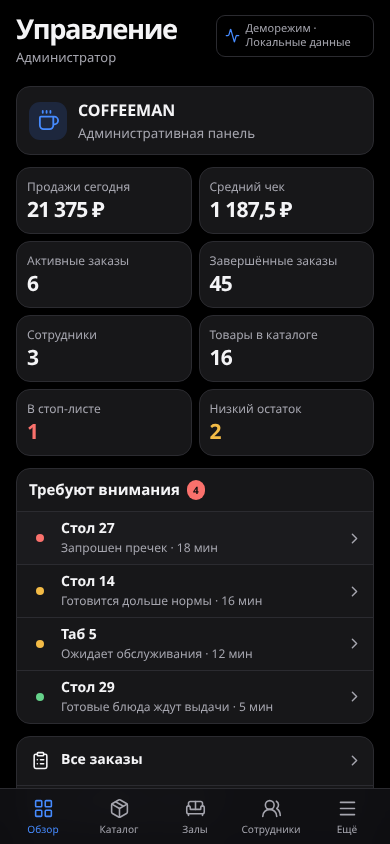 Управление
Администратор
Деморежим ·
Локальные данные
COFFEEMAN
Административная панель
Продажи сегодня
21 375 ₽
Средний чек
1 187,5 ₽
Активные заказы
6
Завершённые заказы
45
Сотрудники
3
Товары в каталоге
16
В стоп-листе
1
Низкий остаток
2
Требуют внимания 4
Стол 27
Запрошен пречек · 18 мин
Стол 14
Готовится дольше нормы · 16 мин
Таб 5
Ожидает обслуживания · 12 мин
Стол 29
Готовые блюда ждут выдачи · 5 мин
Все заказы
Обзор
Каталог
Залы
Сотрудники
Ещё